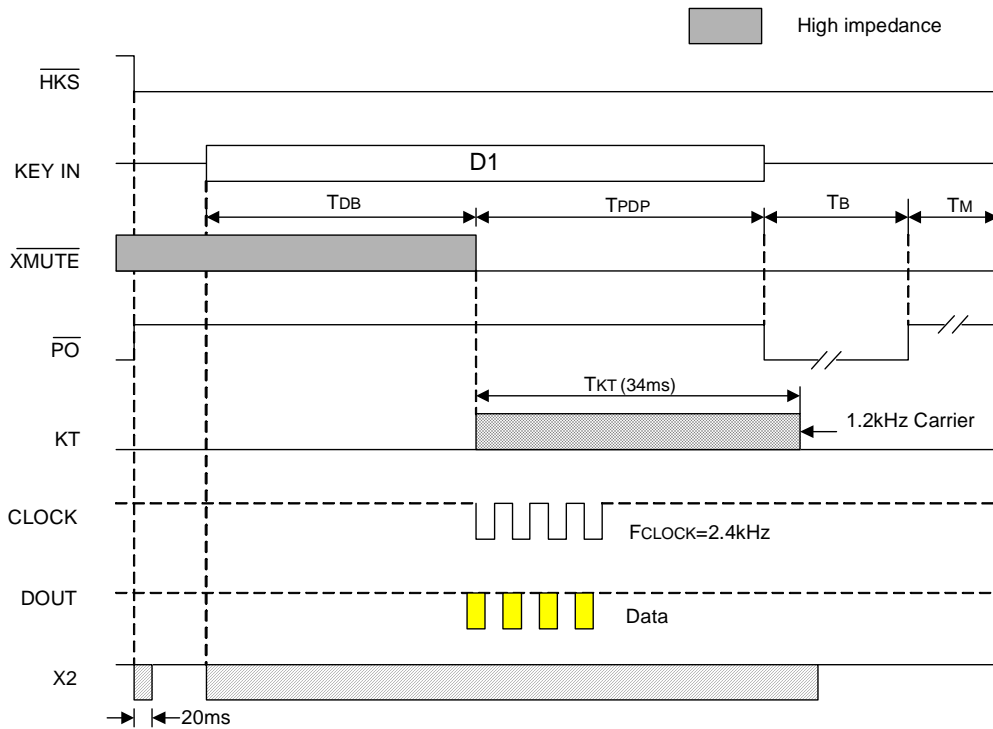 High impedance
HKS
KEY IN
D1
TDB
TPDP
TB
TM
XMUTE
PO
TKT (34ms)
KT
1.2kHz Carrier
CLOCK
FCLOCK=2.4kHz
DOUT
Data
X2
20ms